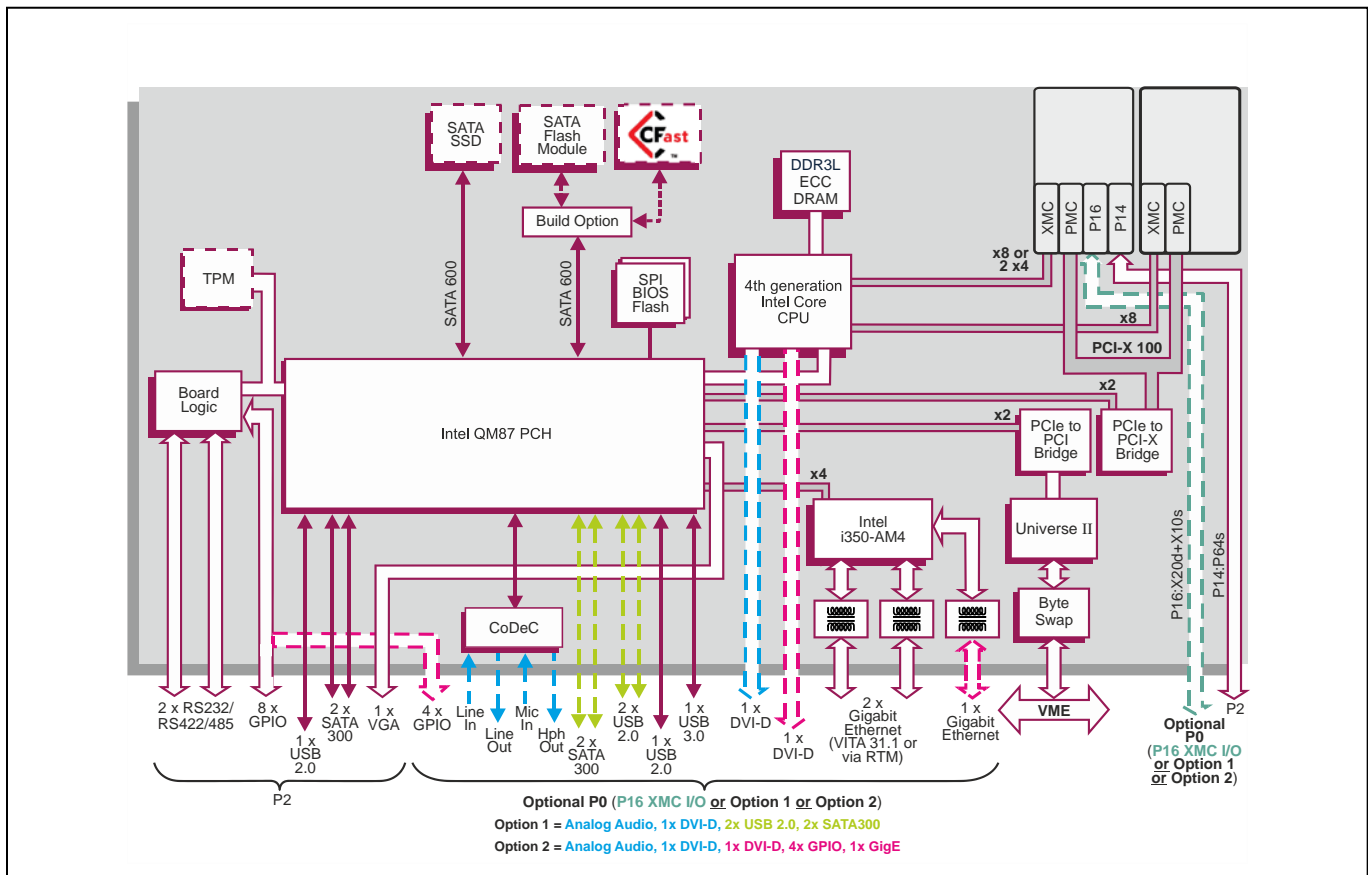 SATA
SSD
SATA
Flash
Module
CFast
™
DDR3L
ECC
DRAM
XMC
PMC
P16
P14
XMC
PMC
Build Option
x8 or
2 x4
TPM
SATA 600
SATA 600
SPI
BIOS
Flash
4th generation
Intel Core
CPU
x8
PCI-X 100
Board
Logic
Intel QM87 PCH
x2
x2
PCIe to
PCI
Bridge
PCIe to
PCI-X
Bridge
x4
Intel
i350-AM4
Universe II
P16:X20d+X10s
P14:P64s
CoDeC
Byte
Swap
2 x RS232/
RS422/485
8 x
GPIO
1 x
USB
2.0
2 x
SATA
300
1 x
VGA
4 x
GPIO
Line
In
Line
Out
Mic
In
Hph
Out
2 x
SATA
300
2 x
USB
2.0
1 x
USB
2.0
1 x
USB
3.0
1 x
DVI-D
1 x
DVI-D
2 x
Gigabit
Ethernet
(VITA 31.1 or
via RTM)
1 x
Gigabit
Ethernet
VME
P2
Optional
P0
(P16 XMC I/O
or Option 1
or Option 2)
P2
Optional P0 (P16 XMC I/O or Option 1 or Option 2)
Option 1 = Analog Audio, 1x DVI-D, 2x USB 2.0, 2x SATA300
Option 2 = Analog Audio, 1x DVI-D, 1x DVI-D, 4x GPIO, 1x GigE